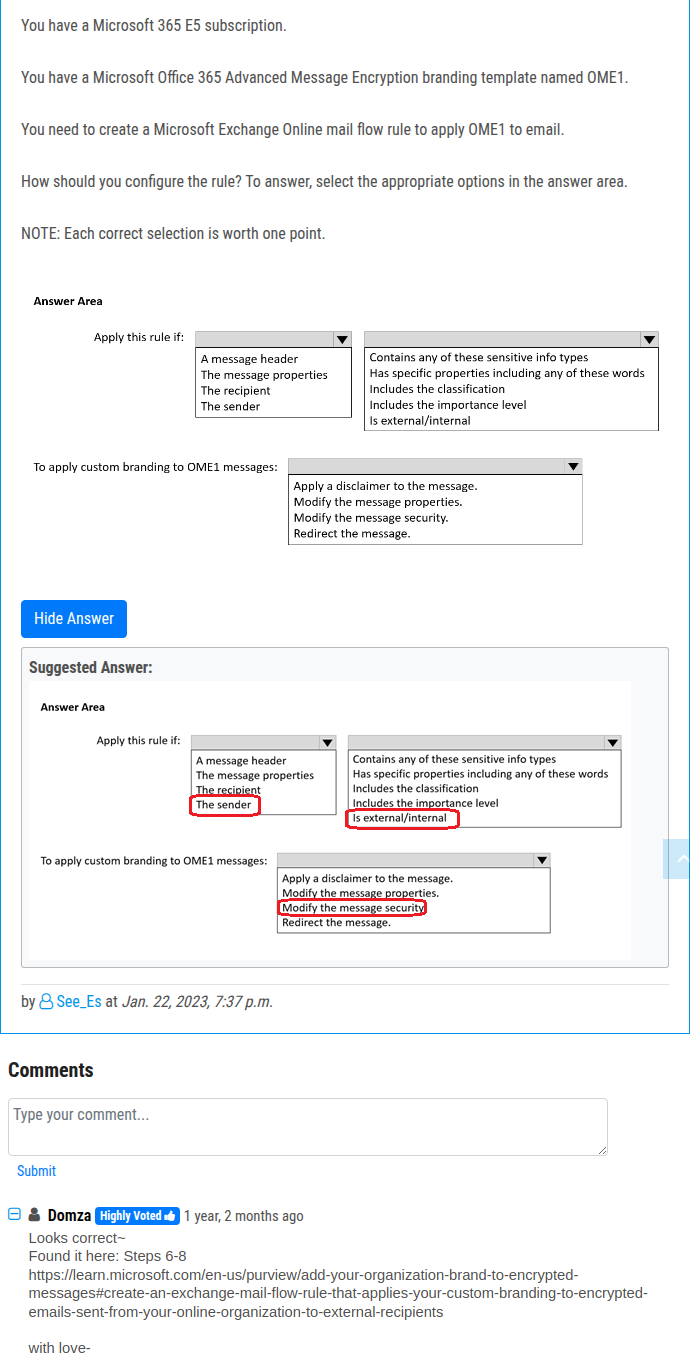 You have a Microsoft 365 E5 subscription.
You have a Microsoft Office 365 Advanced Message Encryption branding template named OME1.
You need to create a Microsoft Exchange Online mail flow rule to apply OME1 to email.
How should you configure the rule? To answer, select the appropriate options in the answer area.
NOTE: Each correct selection is worth one point.
Answer Area
Apply this rule if:
A message header
The message properties
The recipient
The sender
Contains any of these sensitive info types
Has specific properties including any of these words
Includes the classification
Includes the importance level
Is external/internal
To apply custom branding to OME1 messages:
Apply a disclaimer to the message.
Modify the message properties.
Modify the message security.
Redirect the message.
Hide Answer
Suggested Answer:
Answer Area
Apply this rule if:
A message header
The message properties
The recipient
The sender
Contains any of these sensitive info types
Has specific properties including any of these words
Includes the classification
Includes the importance level
Is external/internal
To apply custom branding to OME1 messages:
Apply a disclaimer to the message.
Modify the message properties.
Modify the message security
Redirect the message.
by See_Es at Jan. 22, 2023, 7:37 p.m.
Comments
Type your comment...
Submit
Domza Highly Voted 1 year, 2 months ago
Looks correct~
Found it here: Steps 6-8
https://learn.microsoft.com/en-us/purview/add-your-organization-brand-to-encrypted-
messages#create-an-exchange-mail-flow-rule-that-applies-your-custom-branding-to-encrypted-
emails-sent-from-your-online-organization-to-external-recipients
with love-